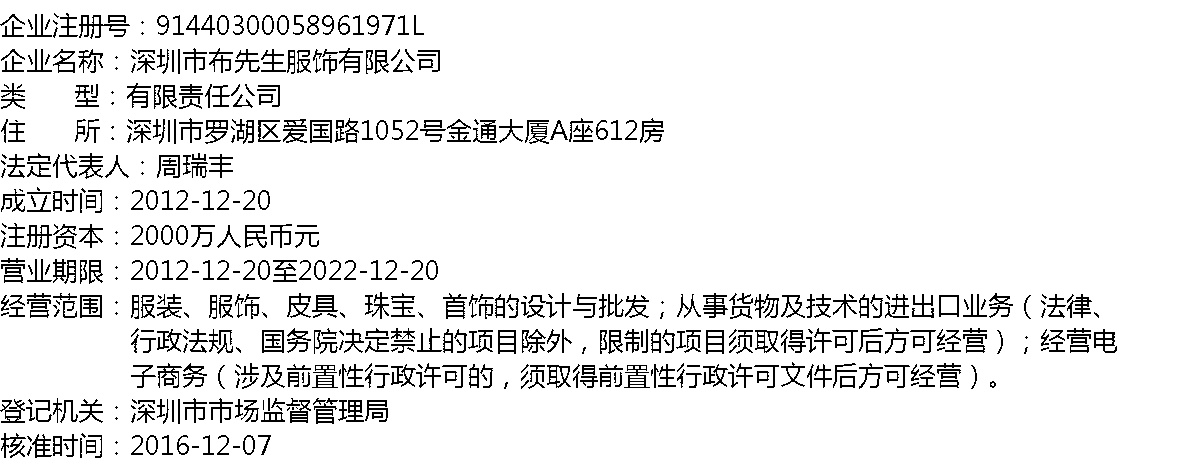 企业注册号：91440300058961971L
企业名称：深圳市布先生服饰有限公司
类　　型：有限责任公司
住　　所：深圳市罗湖区爱国路1052号金通大厦A座612房
法定代表人：周瑞丰
成立时间：2012-12-20
注册资本：2000万人民币元
营业期限：2012-12-20至2022-12-20
经营范围：服装、服饰、皮具、珠宝、首饰的设计与批发；从事货物及技术的进出口业务（法律、
行政法规、国务院决定禁止的项目除外，限制的项目须取得许可后方可经营）；经营电
子商务（涉及前置性行政许可的，须取得前置性行政许可文件后方可经营）。
登记机关：深圳市市场监督管理局
核准时间：2016-12-07